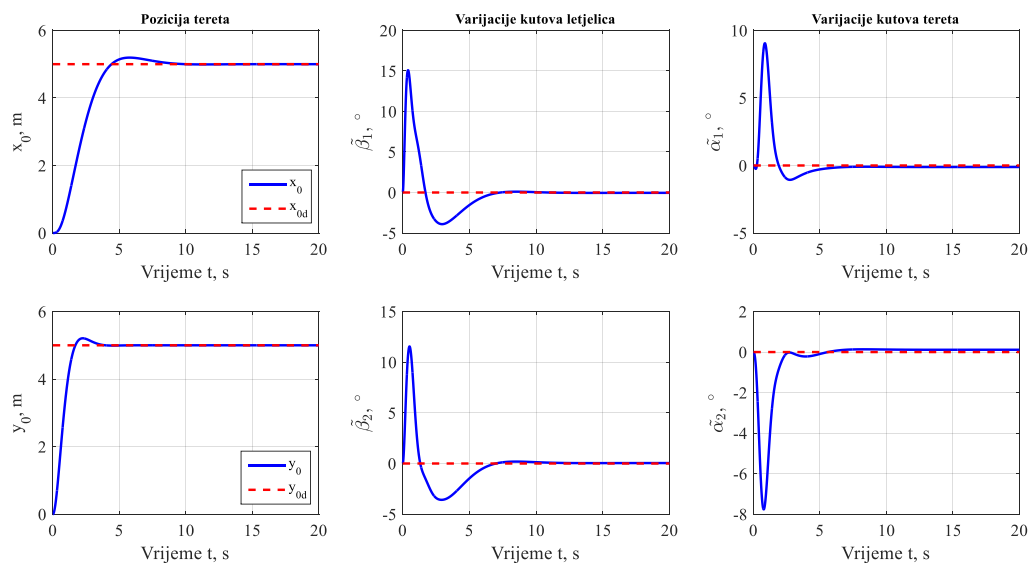 Pozicija tereta
6
4
2
0
x₀, m
x₀
x₀d
0 5 10 15 20
Vrijeme t, s
Varijacije kutova letjelica
20
15
10
5
0
-5
β̃₁, °
0 5 10 15 20
Vrijeme t, s
Varijacije kutova tereta
10
5
0
-5
α̃₁, °
0 5 10 15 20
Vrijeme t, s
6
4
2
0
y₀, m
y₀
y₀d
0 5 10 15 20
Vrijeme t, s
15
10
5
0
-5
β̃₂, °
0 5 10 15 20
Vrijeme t, s
2
0
-2
-4
-6
-8
α̃₂, °
0 5 10 15 20
Vrijeme t, s